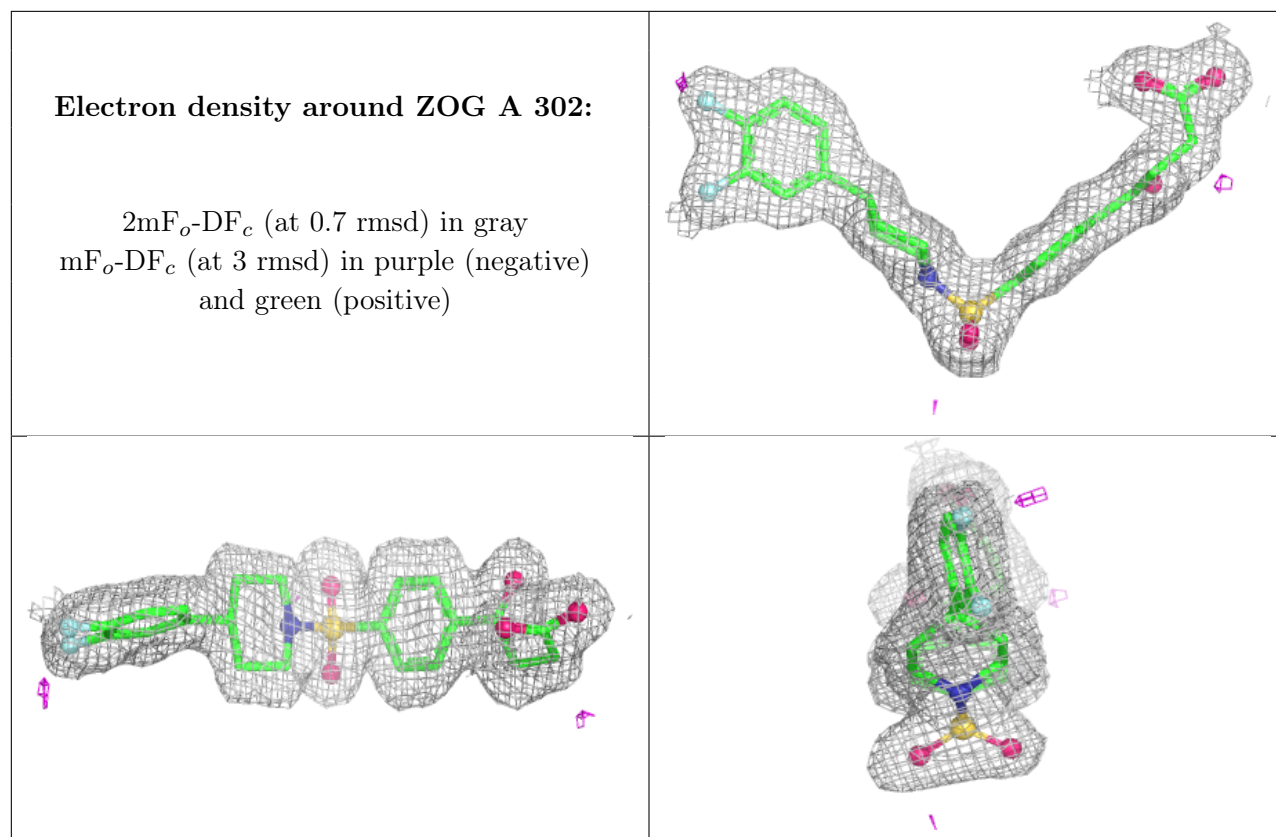 Electron density around ZOG A 302:
2mFo-DFc (at 0.7 rmsd) in gray
mFo-DFc (at 3 rmsd) in purple (negative)
and green (positive)